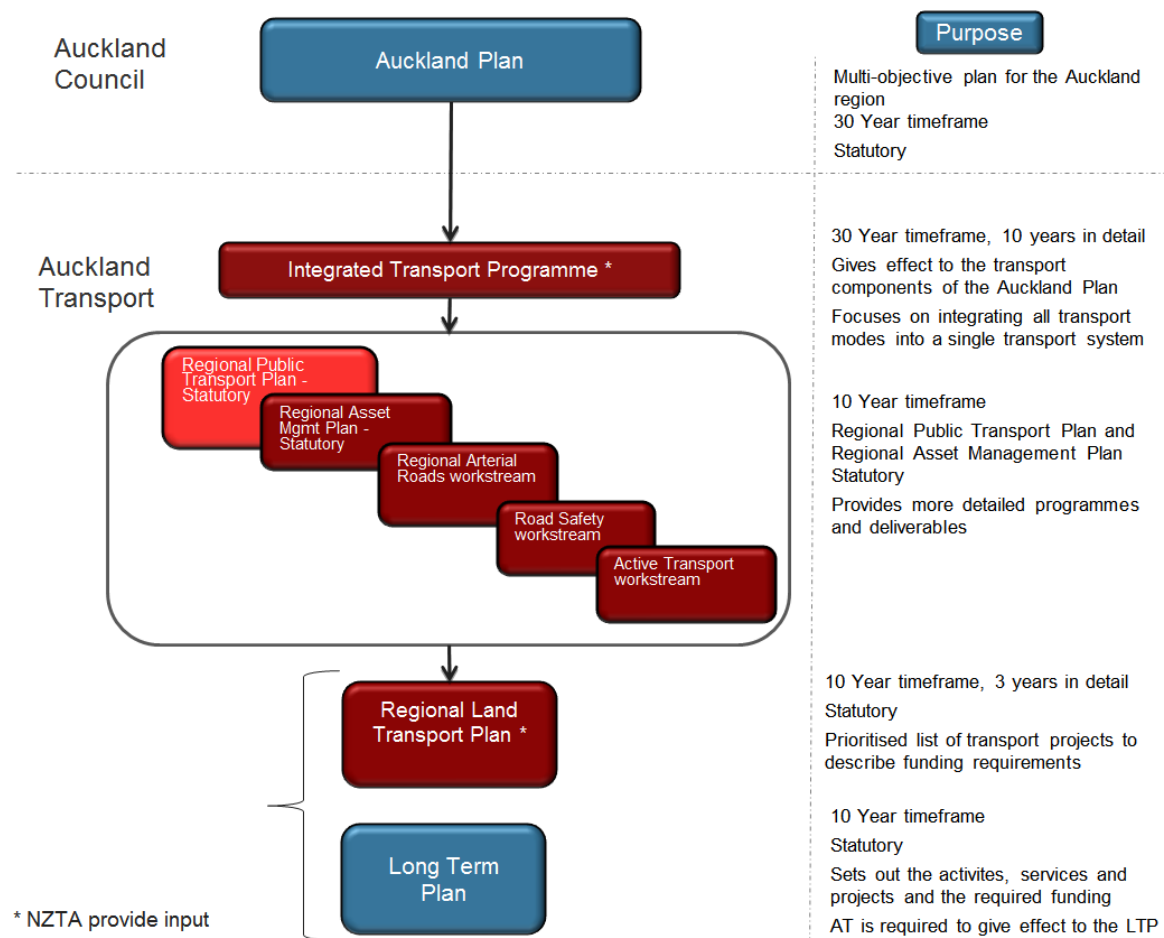 Auckland
Council
Auckland Plan
Purpose
Multi-objective plan for the Auckland
region
30 Year timeframe
Statutory
Auckland
Transport
Integrated Transport Programme *
30 Year timeframe, 10 years in detail
Gives effect to the transport
components of the Auckland Plan
Focuses on integrating all transport
modes into a single transport system
Regional Public
Transport Plan -
Statutory
Regional Asset
Mgmt Plan -
Statutory
Regional Arterial
Roads workstream
Road Safety
workstream
Active Transport
workstream
10 Year timeframe
Regional Public Transport Plan and
Regional Asset Management Plan
Statutory
Provides more detailed programmes
and deliverables
Regional Land
Transport Plan *
10 Year timeframe, 3 years in detail
Statutory
Prioritised list of transport projects to
describe funding requirements
Long Term
Plan
10 Year timeframe
Statutory
Sets out the activites, services and
projects and the required funding
AT is required to give effect to the LTP
* NZTA provide input